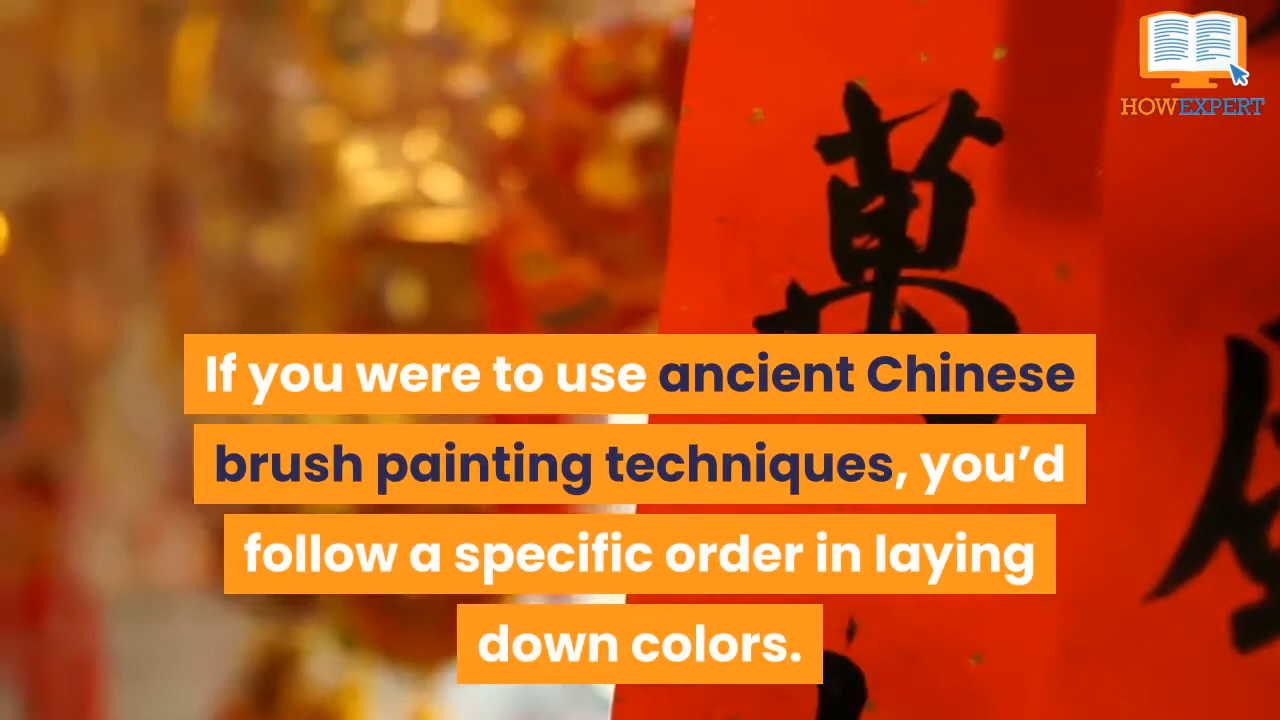 HOWEXPERT
If you were to use ancient Chinese
brush painting techniques, you’d
follow a specific order in laying
down colors.